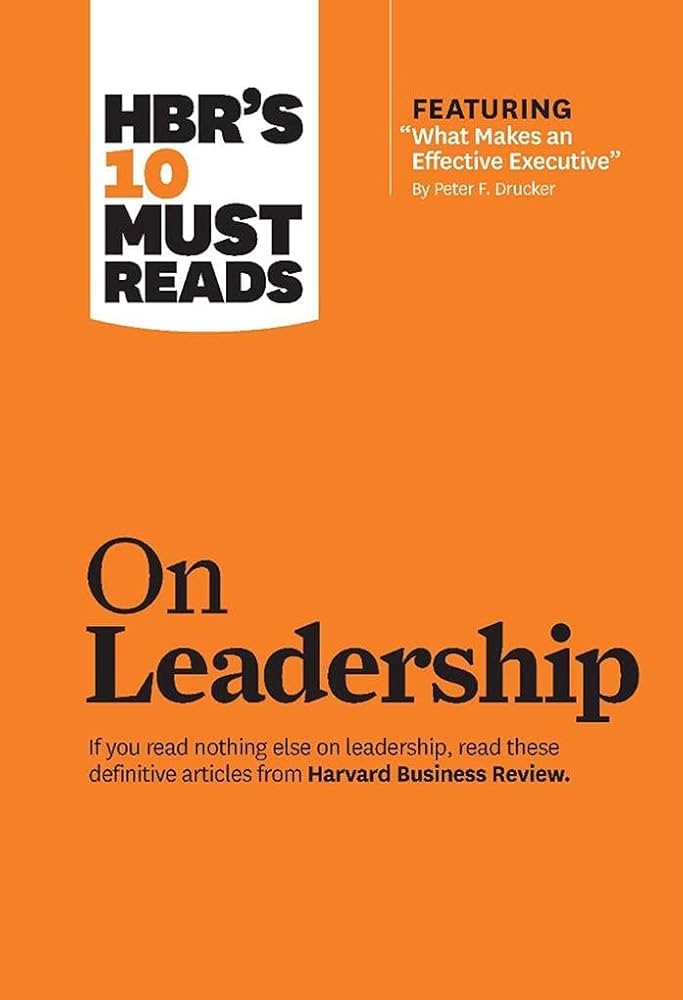 HBR'S
10
MUST
READS
FEATURING
“What Makes an
Effective Executive”
By Peter F. Drucker
On
Leadership
If you read nothing else on leadership, read these
definitive articles from Harvard Business Review.